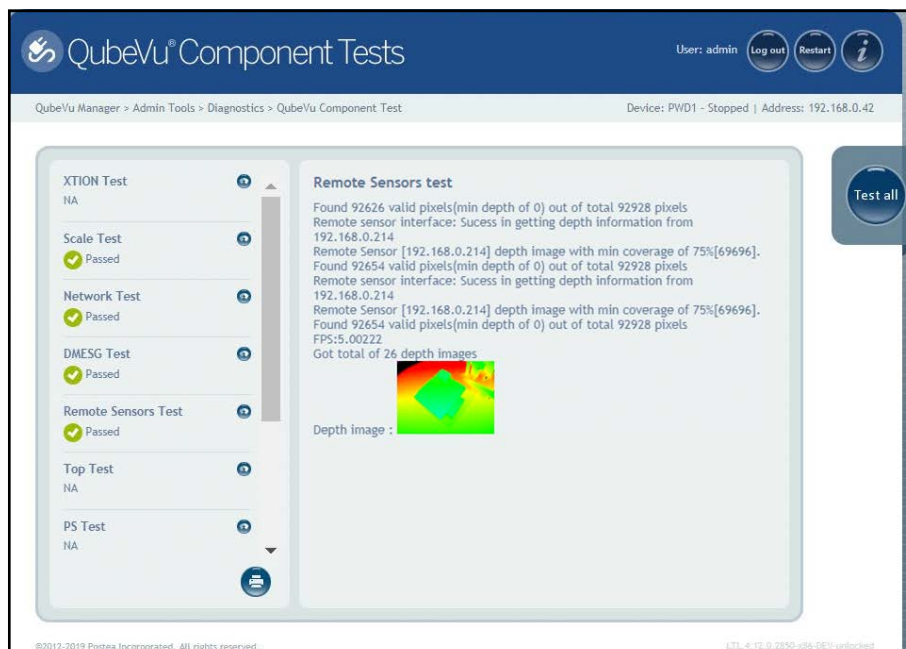 QubeVu® Component Tests
User: admin
Log out
Restart
i
QubeVu Manager > Admin Tools > Diagnostics > QubeVu Component Test
Device: PWD1 - Stopped | Address: 192.168.0.42
XTION Test
NA
Scale Test
Passed
Network Test
Passed
DMESG Test
Passed
Remote Sensors Test
Passed
Top Test
NA
PS Test
NA
Remote Sensors test
Found 92626 valid pixels(min depth of 0) out of total 92928 pixels
Remote sensor interface: Sucess in getting depth information from
192.168.0.214
Remote Sensor [192.168.0.214] depth image with min coverage of 75%[69696].
Found 92654 valid pixels(min depth of 0) out of total 92928 pixels
Remote sensor interface: Sucess in getting depth information from
192.168.0.214
Remote Sensor [192.168.0.214] depth image with min coverage of 75%[69696].
Found 92654 valid pixels(min depth of 0) out of total 92928 pixels
FPS:5.00222
Got total of 26 depth images
Depth image :
Test all
©2012-2019 Postea Incorporated. All rights reserved.
LTL.4.12.0.2850-x86-DEV-unlocked